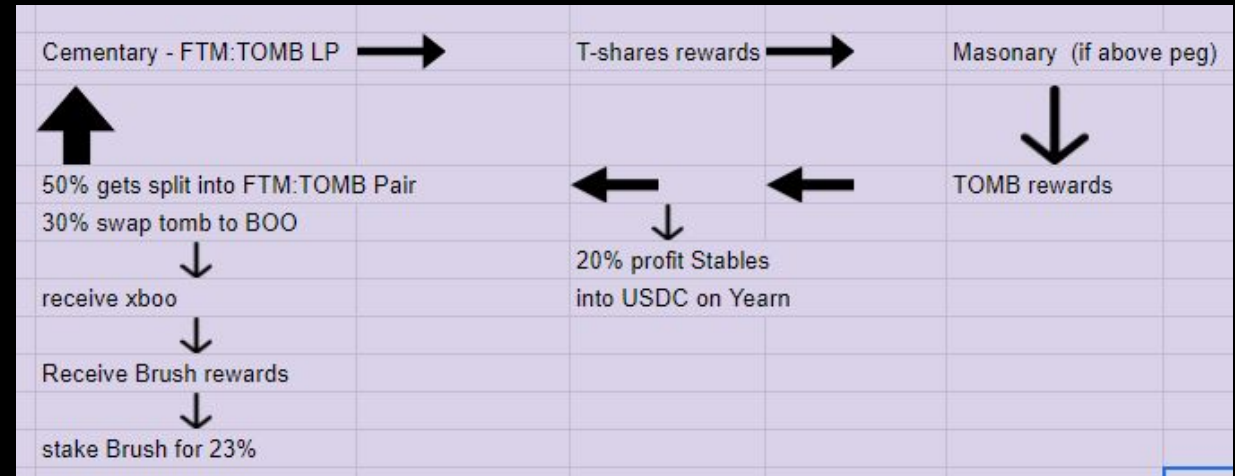 Cementary - FTM:TOMB LP
T-shares rewards
Masonary (if above peg)
50% gets split into FTM:TOMB Pair
TOMB rewards
30% swap tomb to BOO
20% profit Stables
receive xboo
into USDC on Yearn
Receive Brush rewards
stake Brush for 23%